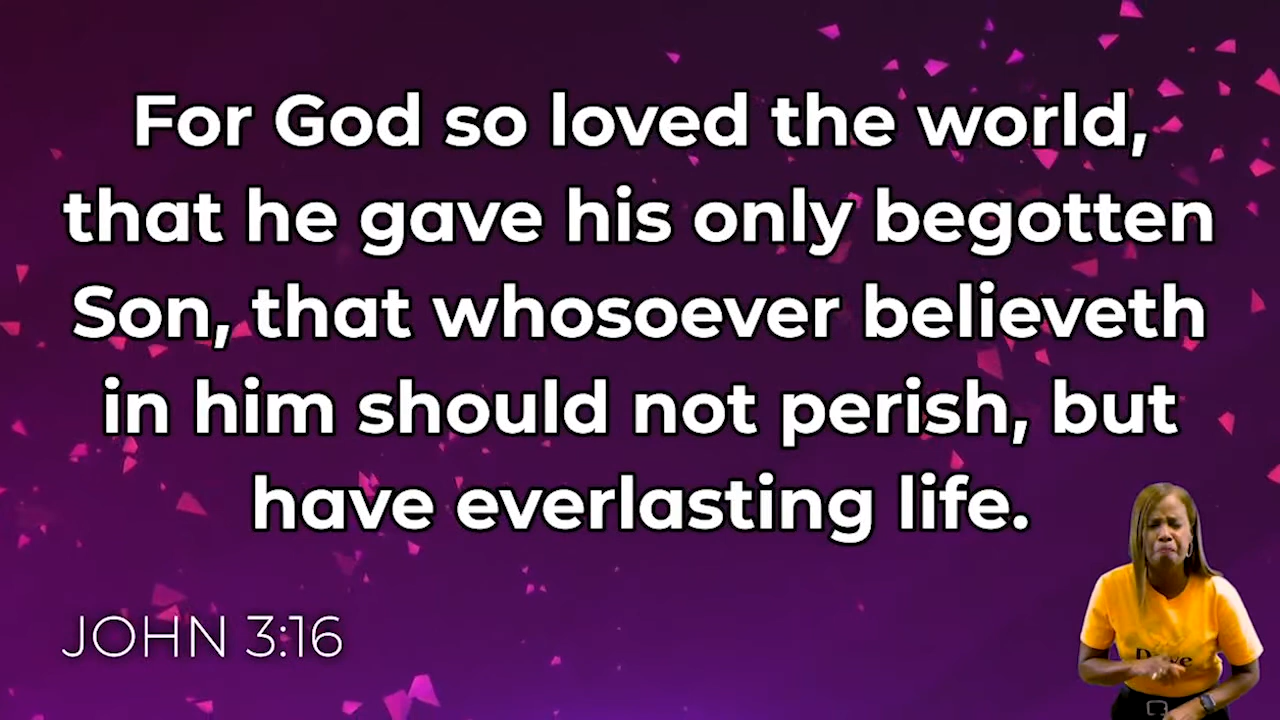 For God so loved the world,
that he gave his only begotten
Son, that whosoever believeth
in him should not perish, but
have everlasting life.
JOHN 3:16